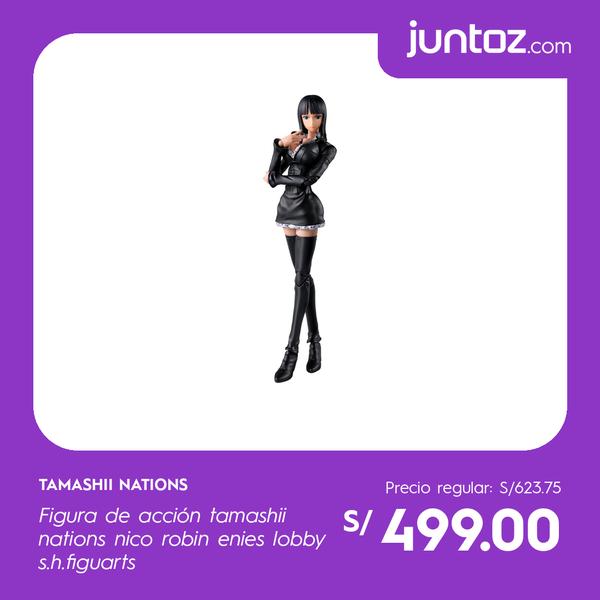 juntoz.com
TAMASHII NATIONS
Figura de acción tamashii
nations nico robin enies lobby
s.h.figuarts
Precio regular: S/623.75
S/ 499.00